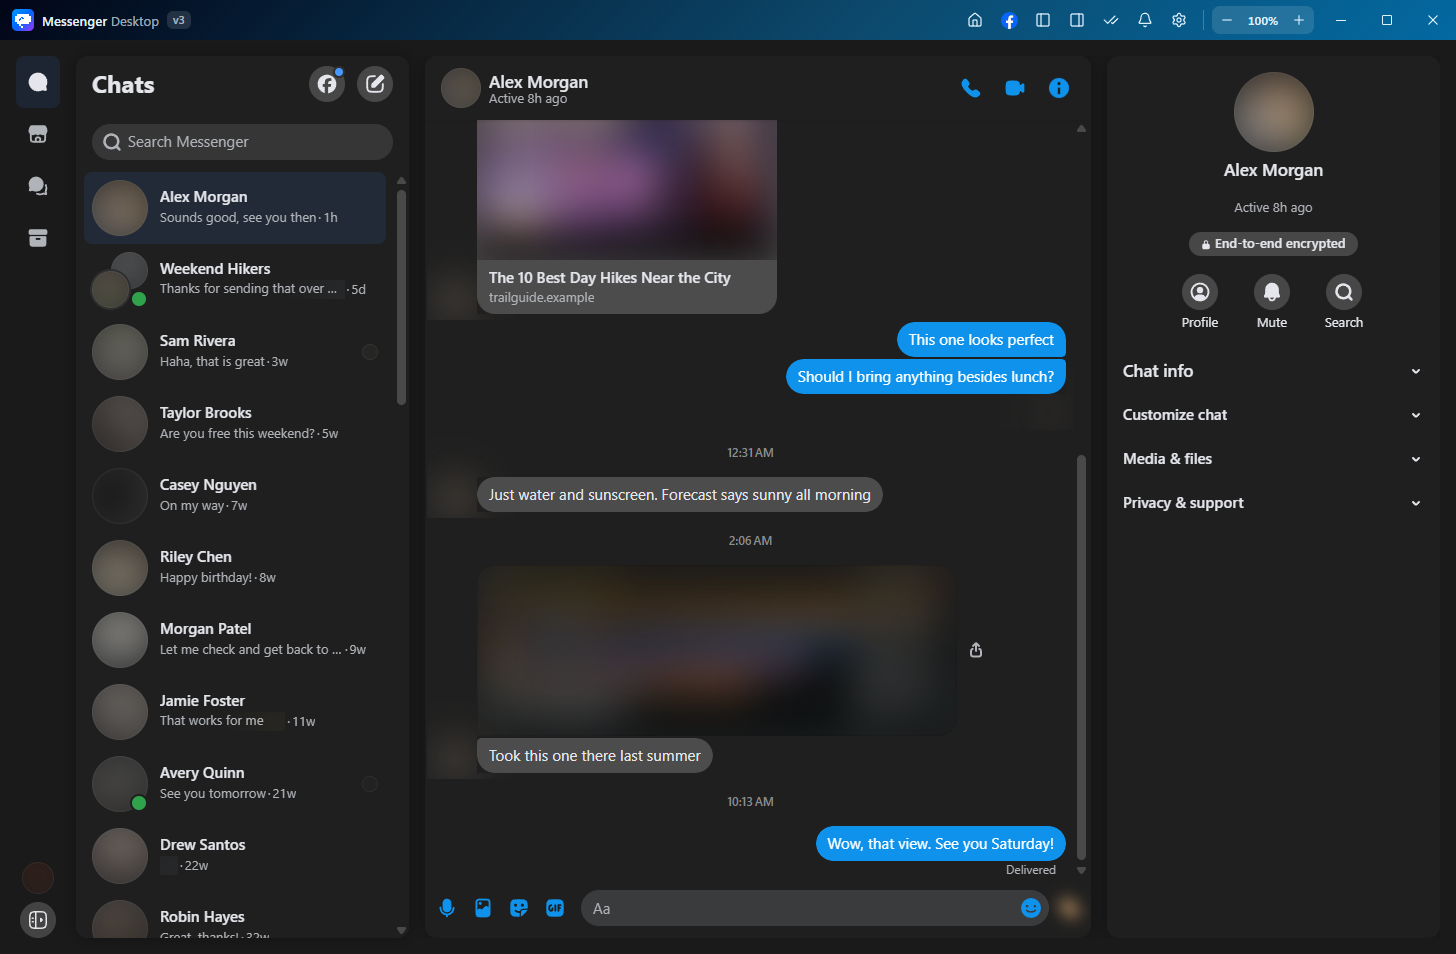 Messenger Desktop v3
100%
Chats
Search Messenger
Alex Morgan
Sounds good, see you then · 1h
Weekend Hikers
Thanks for sending that over ... · 5d
Sam Rivera
Haha, that is great · 3w
Taylor Brooks
Are you free this weekend? · 5w
Casey Nguyen
On my way · 7w
Riley Chen
Happy birthday! · 8w
Morgan Patel
Let me check and get back to ... · 9w
Jamie Foster
That works for me · 11w
Avery Quinn
See you tomorrow · 21w
Drew Santos
· 22w
Robin Hayes
Great, thanks! · 32w
Alex Morgan
Active 8h ago
The 10 Best Day Hikes Near the City
trailguide.example
This one looks perfect
Should I bring anything besides lunch?
12:31 AM
Just water and sunscreen. Forecast says sunny all morning
2:06 AM
Took this one there last summer
10:13 AM
Wow, that view. See you Saturday!
Delivered
GIF
Aa
Alex Morgan
Active 8h ago
End-to-end encrypted
Profile
Mute
Search
Chat info
Customize chat
Media & files
Privacy & support